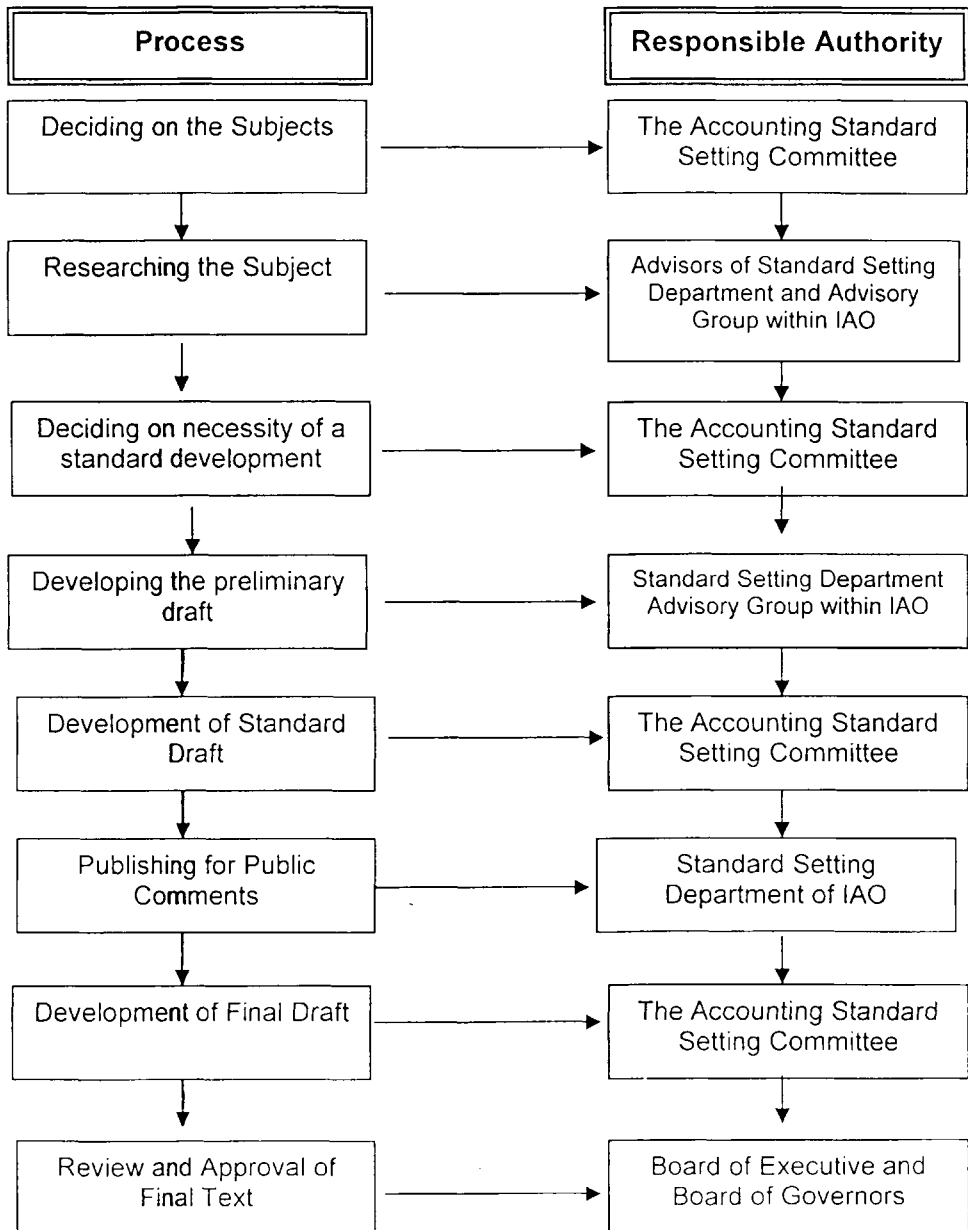 Process
Responsible Authority
Deciding on the Subjects
The Accounting Standard
Setting Committee
Researching the Subject
Advisors of Standard Setting
Department and Advisory
Group within IAO
Deciding on necessity of a
standard development
The Accounting Standard
Setting Committee
Developing the preliminary
draft
Standard Setting Department
Advisory Group within IAO
Development of Standard
Draft
The Accounting Standard
Setting Committee
Publishing for Public
Comments
Standard Setting
Department of IAO
Development of Final Draft
The Accounting Standard
Setting Committee
Review and Approval of
Final Text
Board of Executive and
Board of Governors